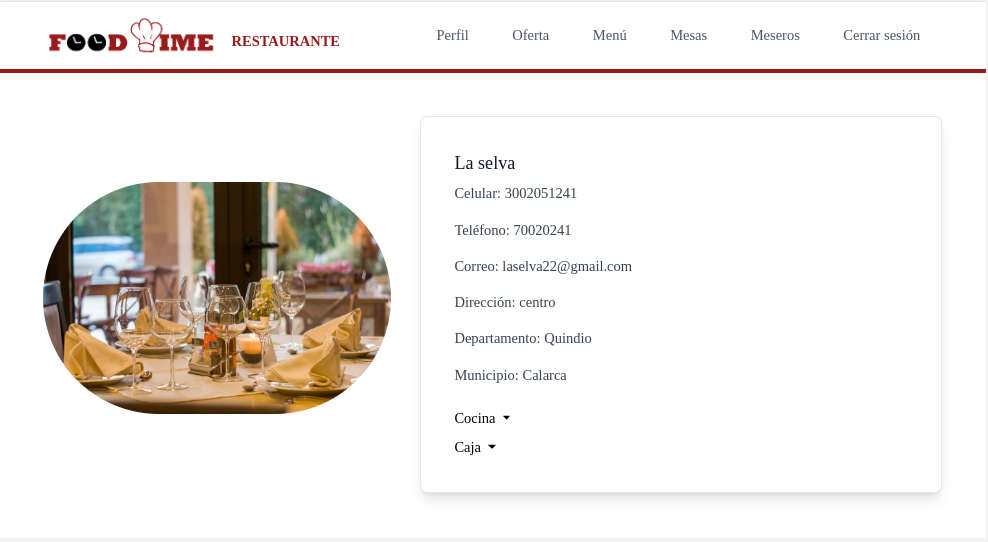 FOOD TIME RESTAURANTE
Perfil Oferta Menú Mesas Meseros Cerrar sesión
La selva
Celular: 3002051241
Teléfono: 70020241
Correo: laselva22@gmail.com
Dirección: centro
Departamento: Quindio
Municipio: Calarca
Cocina
Caja